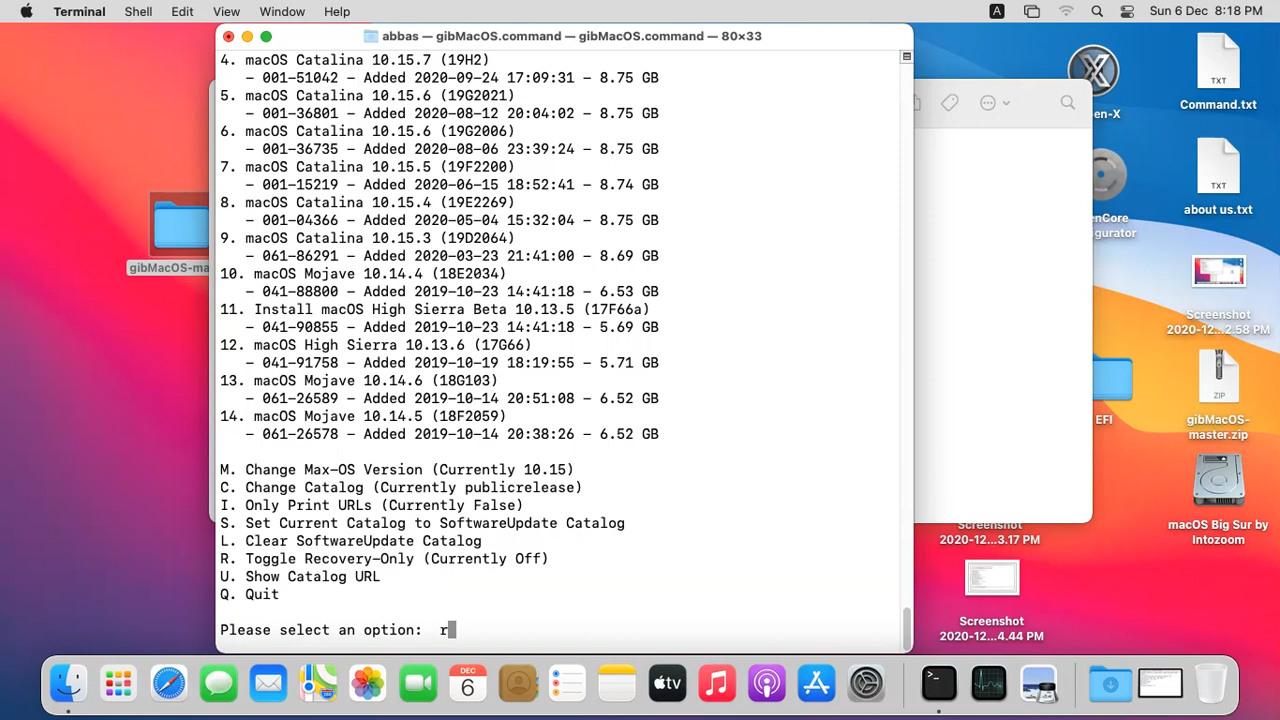 Terminal Shell Edit View Window Help
A
Sun 6 Dec 8:18 PM
abbas — gibMacOS.command — gibMacOS.command — 80×33
4. macOS Catalina 10.15.7 (19H2)
– 001-51042 – Added 2020-09-24 17:09:31 – 8.75 GB
5. macOS Catalina 10.15.6 (19G2021)
– 001-36801 – Added 2020-08-12 20:04:02 – 8.75 GB
6. macOS Catalina 10.15.6 (19G2006)
– 001-36735 – Added 2020-08-06 23:39:24 – 8.75 GB
7. macOS Catalina 10.15.5 (19F2200)
– 001-15219 – Added 2020-06-15 18:52:41 – 8.74 GB
8. macOS Catalina 10.15.4 (19E2269)
– 001-04366 – Added 2020-05-04 15:32:04 – 8.75 GB
9. macOS Catalina 10.15.3 (19D2064)
– 061-86291 – Added 2020-03-23 21:41:00 – 8.69 GB
10. macOS Mojave 10.14.4 (18E2034)
– 041-88800 – Added 2019-10-23 14:41:18 – 6.53 GB
11. Install macOS High Sierra Beta 10.13.5 (17F66a)
– 041-90855 – Added 2019-10-23 14:41:18 – 5.69 GB
12. macOS High Sierra 10.13.6 (17G66)
– 041-91758 – Added 2019-10-19 18:19:55 – 5.71 GB
13. macOS Mojave 10.14.6 (18G103)
– 061-26589 – Added 2019-10-14 20:51:08 – 6.52 GB
14. macOS Mojave 10.14.5 (18F2059)
– 061-26578 – Added 2019-10-14 20:38:26 – 6.52 GB
M. Change Max-OS Version (Currently 10.15)
C. Change Catalog (Currently publicrelease)
I. Only Print URLs (Currently False)
S. Set Current Catalog to SoftwareUpdate Catalog
L. Clear SoftwareUpdate Catalog
R. Toggle Recovery-Only (Currently Off)
U. Show Catalog URL
Q. Quit
Please select an option: r
gibMacOS-ma
en-X
enCore
igurator
EFI
2020-12...3.17 PM
Screenshot
2020-12...4.44 PM
TXT
Command.txt
TXT
about us.txt
Screenshot
2020-12...2.58 PM
ZIP
gibMacOS-
master.zip
macOS Big Sur by
Intozoom
DEC
6
tv